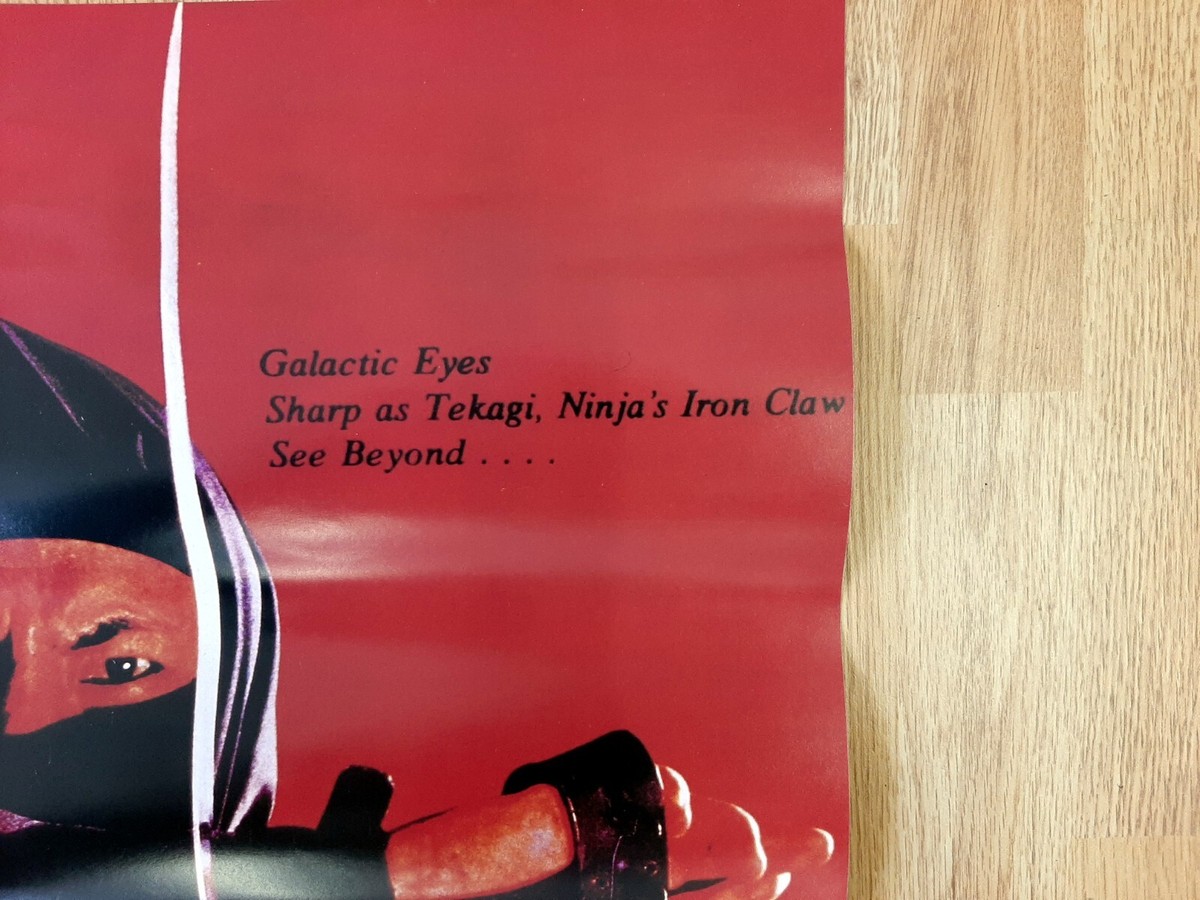 Galactic Eyes
Sharp as Tekagi, Ninja's Iron Claw
See Beyond . . . .